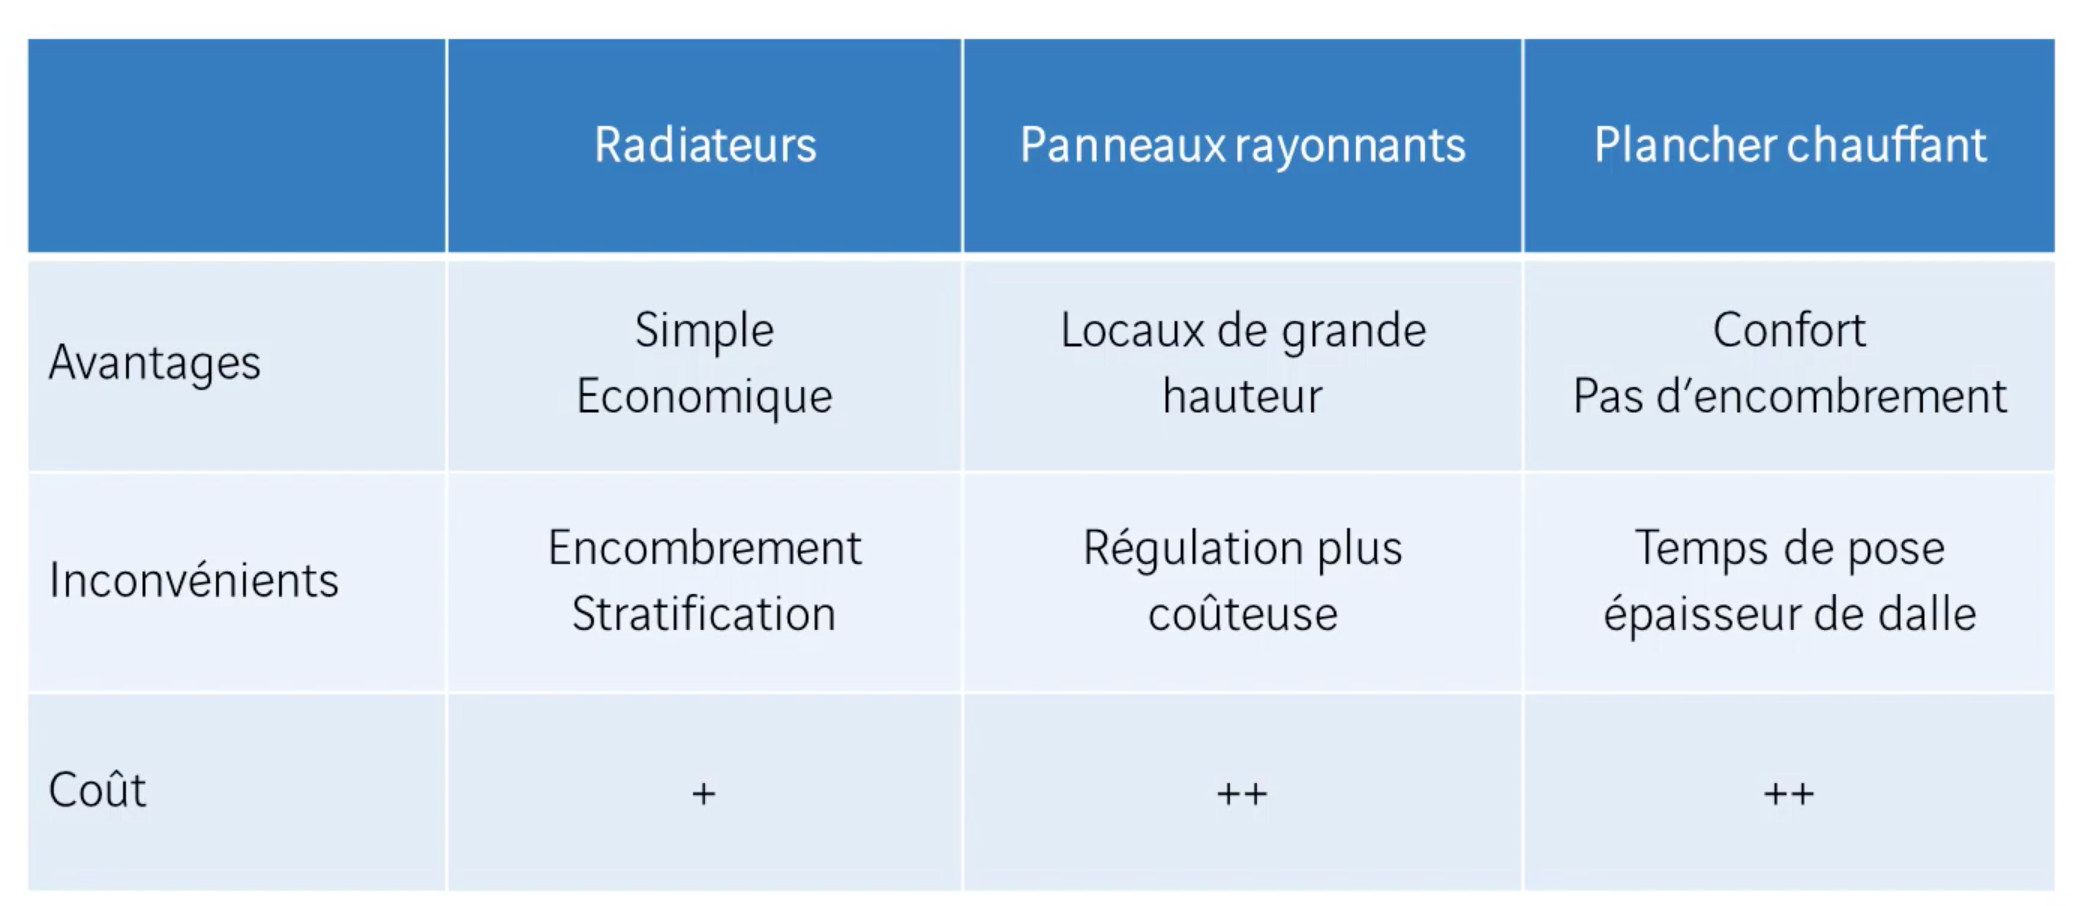 Radiateurs
Panneaux rayonnants
Plancher chauffant
Avantages
Simple
Economique
Locaux de grande
hauteur
Confort
Pas d’encombrement
Inconvénients
Encombrement
Stratification
Régulation plus
coûteuse
Temps de pose
épaisseur de dalle
Coût
+
++
++